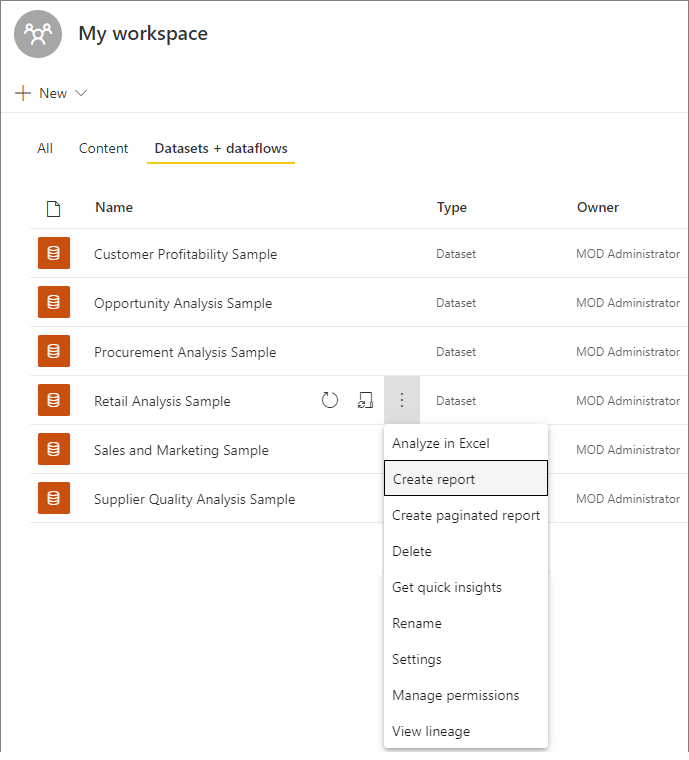 My workspace
New
All Content Datasets + dataflows
Name Type Owner
Customer Profitability Sample Dataset MOD Administrator
Opportunity Analysis Sample Dataset MOD Administrator
Procurement Analysis Sample Dataset MOD Administrator
Retail Analysis Sample Dataset MOD Administrator
Sales and Marketing Sample MOD Administrator
Supplier Quality Analysis Sample MOD Administrator
Analyze in Excel
Create report
Create paginated report
Delete
Get quick insights
Rename
Settings
Manage permissions
View lineage